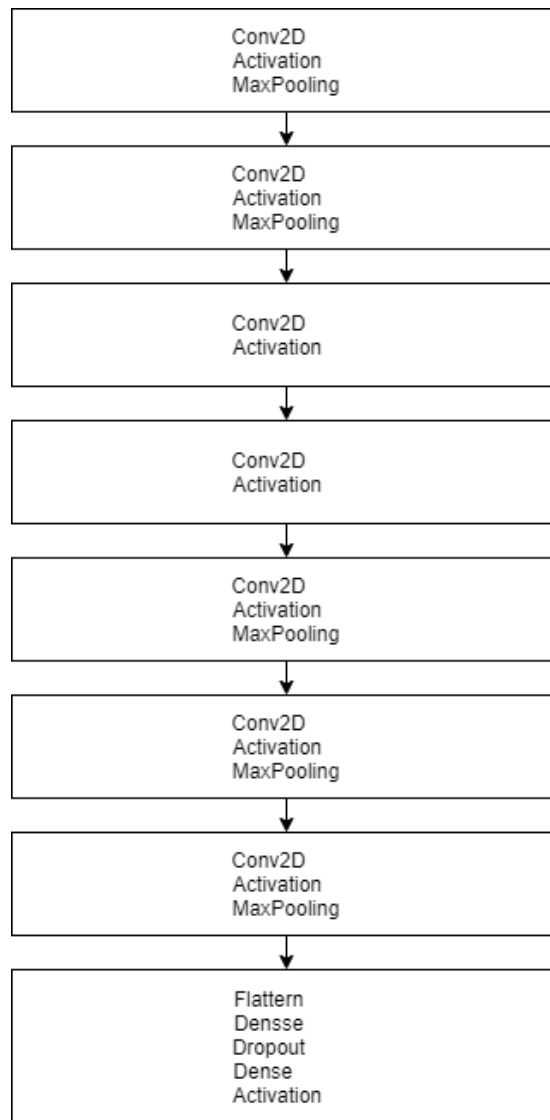 Conv2D
Activation
MaxPooling
Conv2D
Activation
MaxPooling
Conv2D
Activation
Conv2D
Activation
Conv2D
Activation
MaxPooling
Conv2D
Activation
MaxPooling
Conv2D
Activation
MaxPooling
Flattern
Densse
Dropout
Dense
Activation